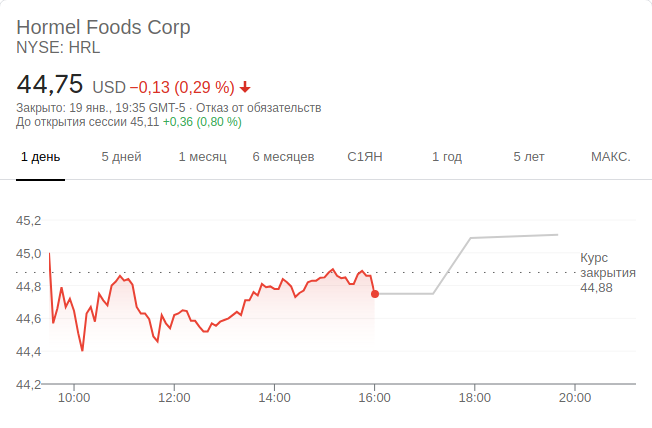 Hormel Foods Corp
NYSE: HRL
44,75 USD −0,13 (0,29 %)
Закрыто: 19 янв., 19:35 GMT-5 · Отказ от обязательств
До открытия сессии 45,11 +0,36 (0,80 %)
1 день 5 дней 1 месяц 6 месяцев С1ЯН 1 год 5 лет МАКС.
45,2
45,0
44,8
44,6
44,4
44,2
Курс
закрытия
44,88
10:00 12:00 14:00 16:00 18:00 20:00